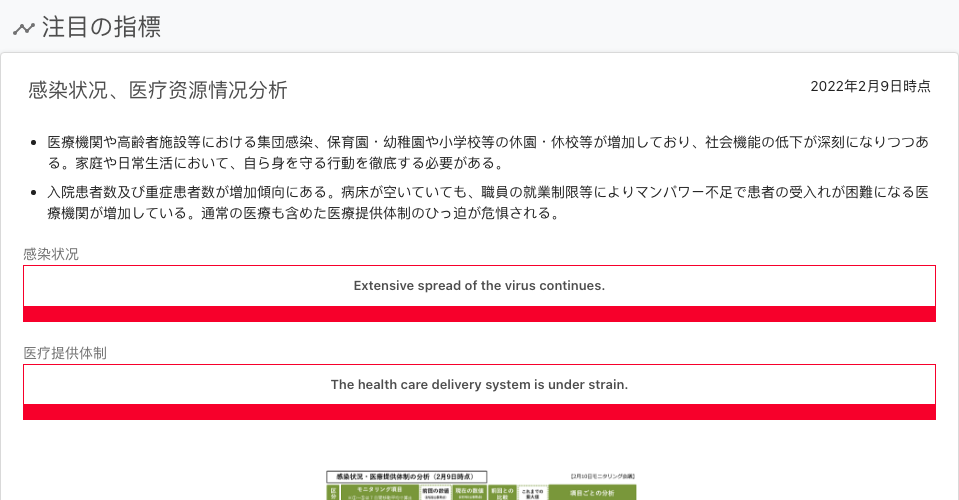 注目の指標
感染状况、医疗资源情况分析
2022年2月9日時点
医療機関や高齢者施設等における集団感染、保育園・幼稚園や小学校等の休園・休校等が増加しており、社会機能の低下が深刻になりつつあ
る。家庭や日常生活において、自ら身を守る行動を徹底する必要がある。
入院患者数及び重症患者数が増加傾向にある。病床が空いていても、職員の就業制限等によりマンパワー不足で患者の受入れが困難になる医
療機関が増加している。通常の医療も含めた医療提供体制のひっ迫が危惧される。
感染状况
Extensive spread of the virus continues.
医疗提供体制
The health care delivery system is under strain.
感染状況・医療提供体制の分析（2月9日時点）
【2月10日モニタリング会議】
モニタリング項目
前回の数値
現在の数値
前回との
比較
これまでの
最大値
項目ごとの分析